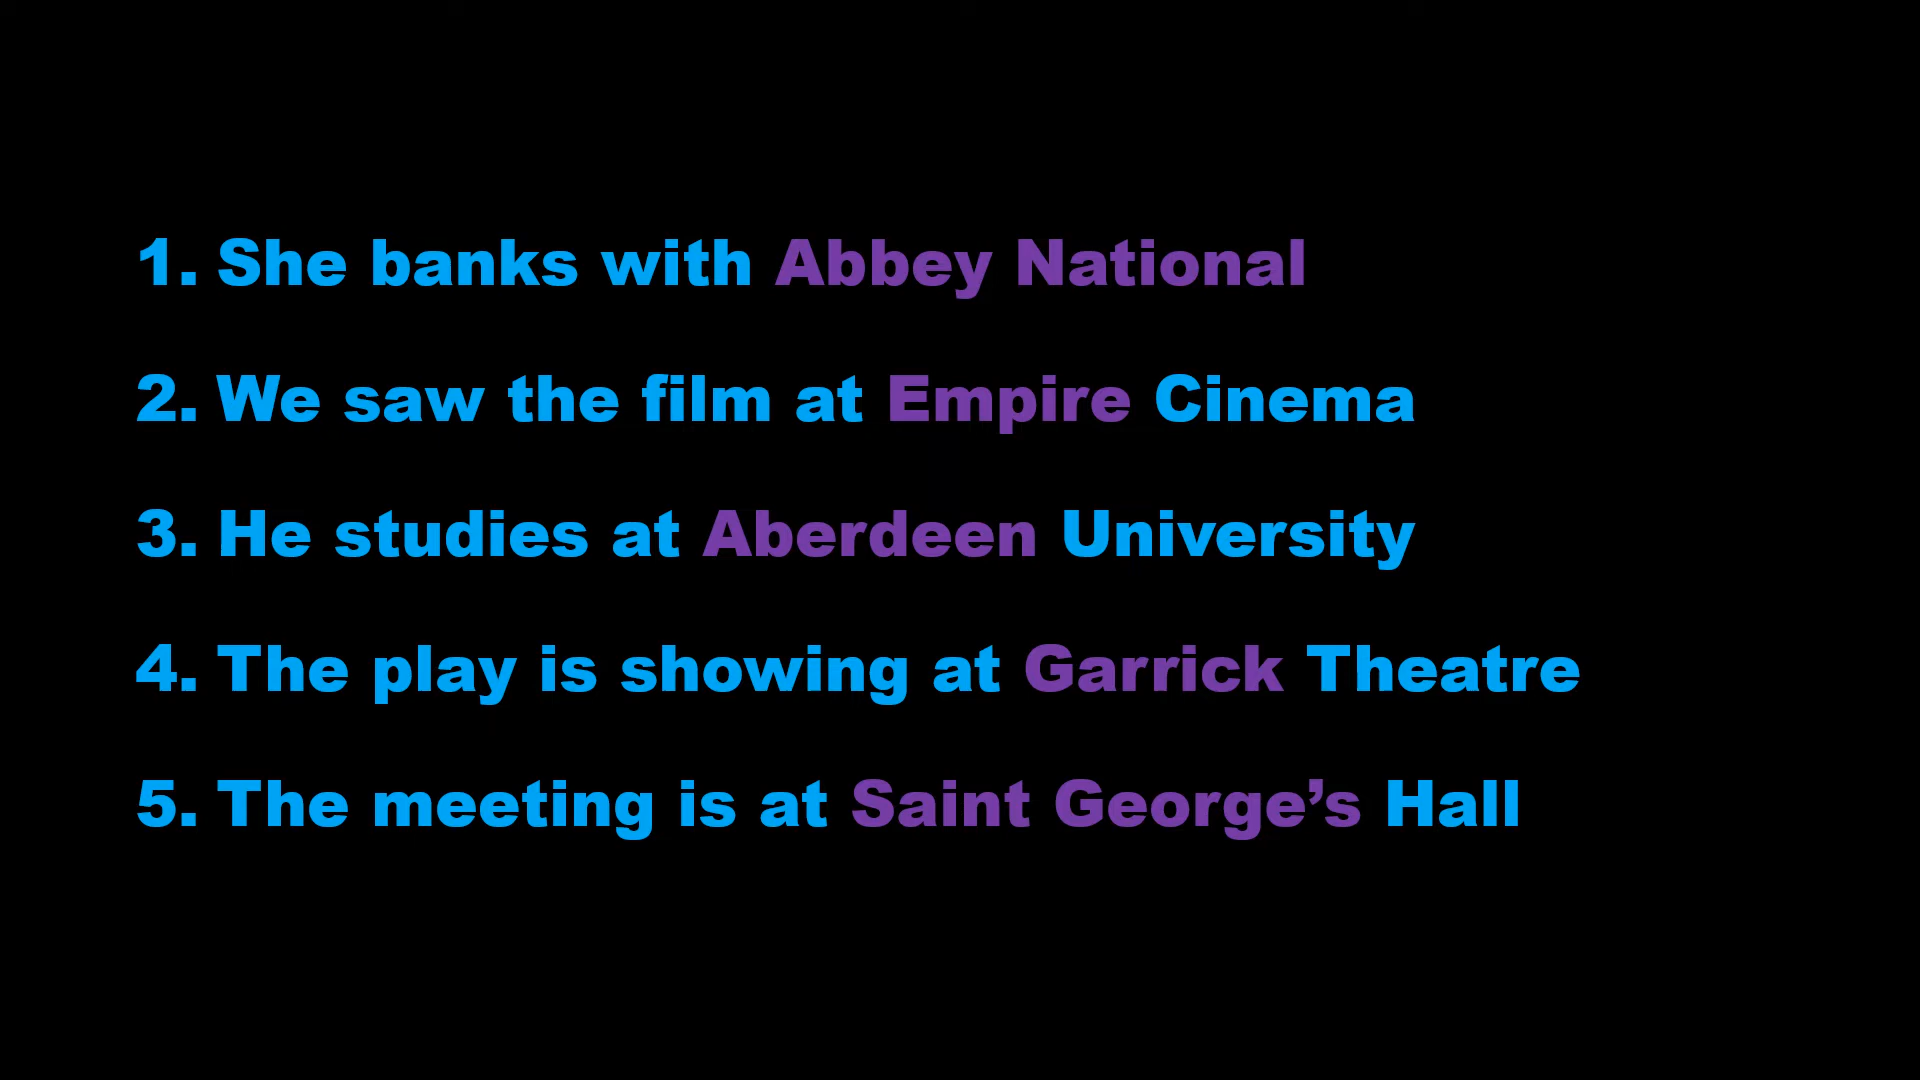 1. She banks with Abbey National
2. We saw the film at Empire Cinema
3. He studies at Aberdeen University
4. The play is showing at Garrick Theatre
5. The meeting is at Saint George’s Hall